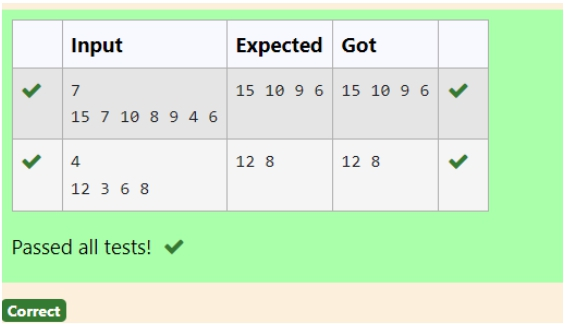 Input Expected Got
7 15 10 9 6 15 10 9 6
15 7 10 8 9 4 6
4 12 8 12 8
12 3 6 8
Passed all tests!
Correct